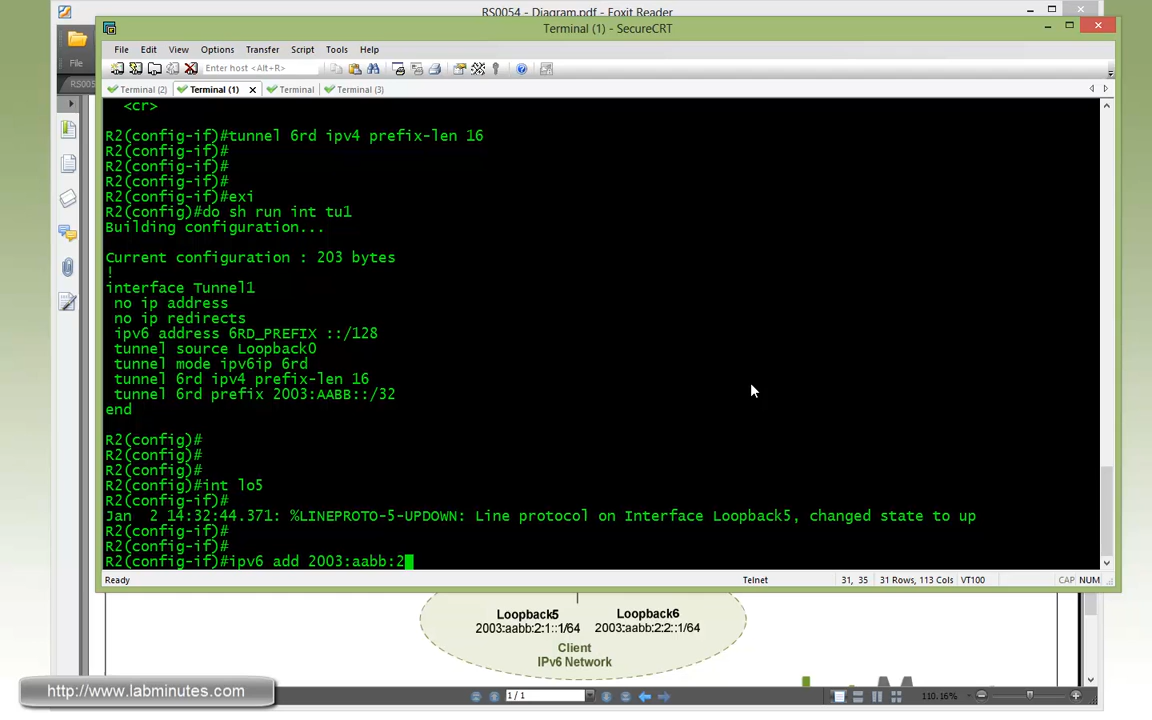 RS0054 - Diagram.pdf - Foxit Reader
Terminal (1) - SecureCRT
File Edit View Options Transfer Script Tools Help
File
Enter host <Alt+R>
RS005
Terminal (2) Terminal (1) Terminal Terminal (3)
<cr>
R2(config-if)#tunnel 6rd ipv4 prefix-len 16
R2(config-if)#
R2(config-if)#
R2(config-if)#
R2(config-if)#exi
R2(config)#do sh run int tu1
Building configuration...
Current configuration : 203 bytes
!
interface Tunnel1
no ip address
no ip redirects
ipv6 address 6RD_PREFIX ::/128
tunnel source Loopback0
tunnel mode ipv6ip 6rd
tunnel 6rd ipv4 prefix-len 16
tunnel 6rd prefix 2003:AABB::/32
end
R2(config)#
R2(config)#
R2(config)#
R2(config)#int lo5
R2(config-if)#
Jan  2 14:32:44.371: %LINEPROTO-5-UPDOWN: Line protocol on Interface Loopback5, changed state to up
R2(config-if)#
R2(config-if)#
R2(config-if)#ipv6 add 2003:aabb:2
Ready Telnet 31, 35 31 Rows, 113 Cols VT100 CAP NUM
Loopback5 Loopback6
2003:aabb:2:1::1/64 2003:aabb:2:2::1/64
Client
IPv6 Network
http://www.labminutes.com
1 / 1 110.16%